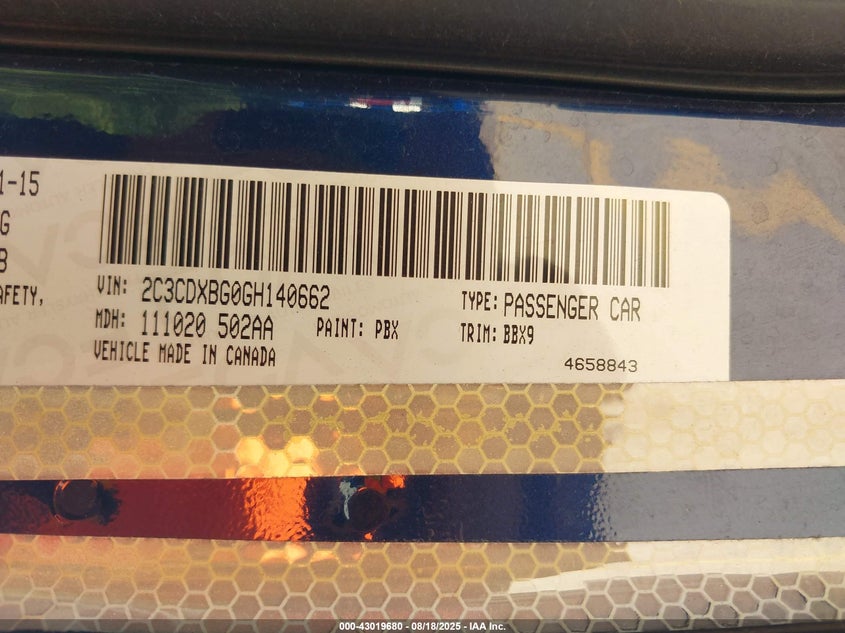 1-15
G
B
AFETY,
VIN: 2C3CDXBG0GH140662
TYPE: PASSENGER CAR
MDH: 111020 502AA PAINT: PBX TRIM: BBX9
VEHICLE MADE IN CANADA
4658843
000-43019680 - 08/18/2025 - IAA Inc.